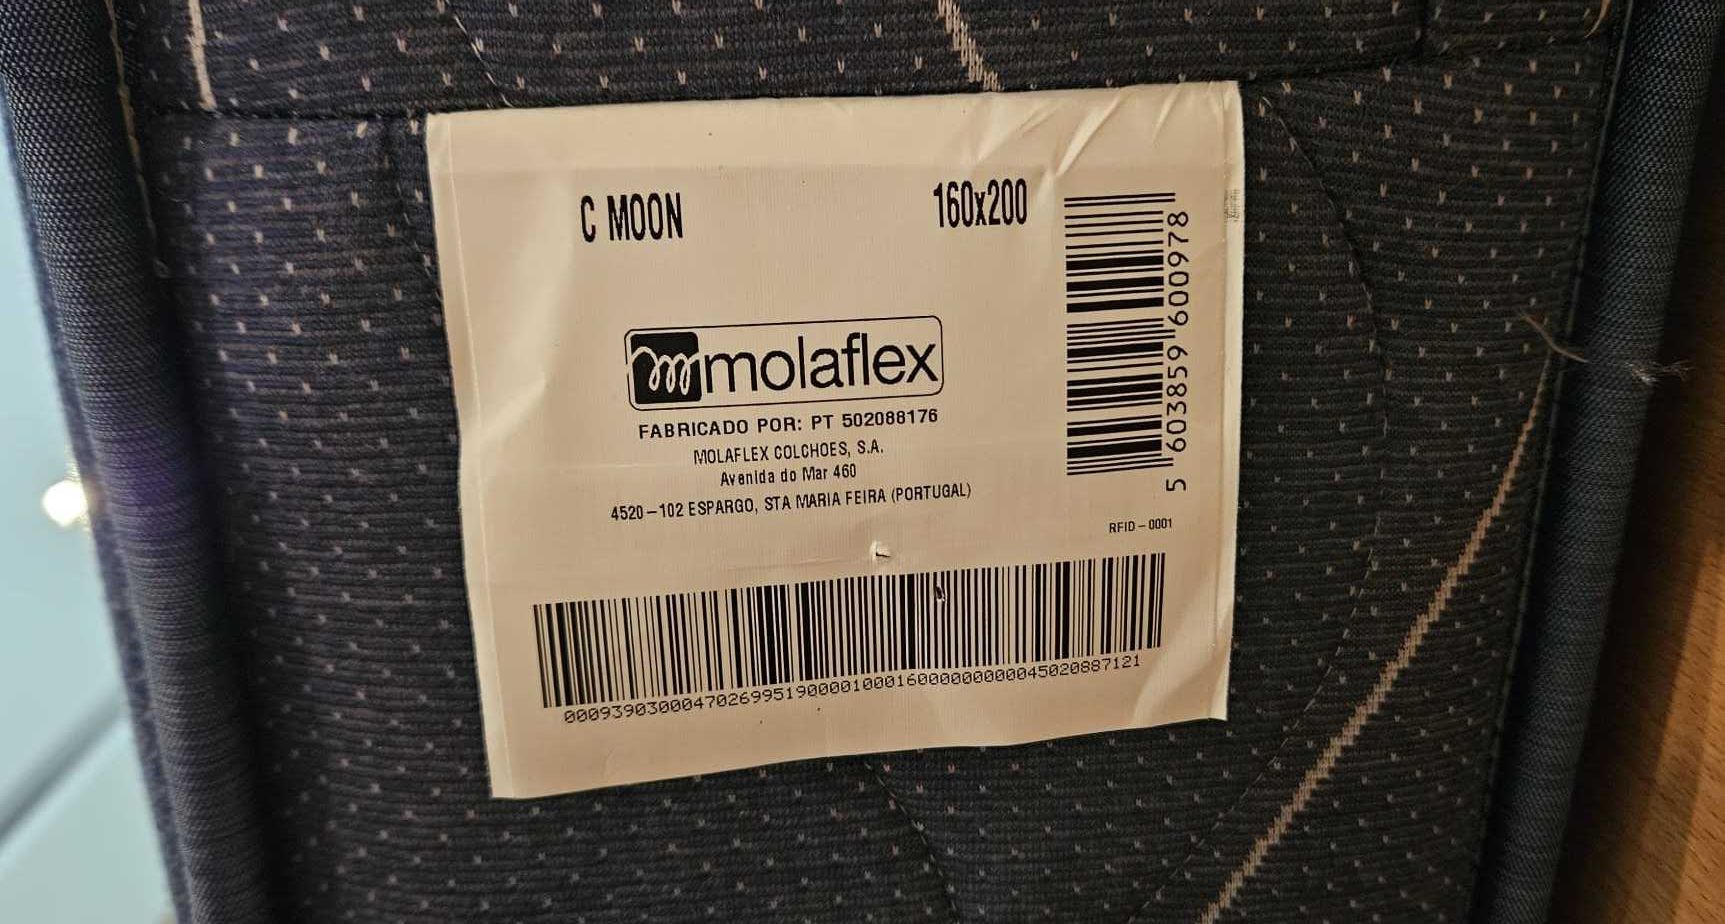 C MOON
160x200
5 603859 600978
molaflex
FABRICADO POR: PT 502088176
MOLAFLEX COLCHOES, S.A.
Avenida do Mar 460
4520-102 ESPARGO, STA MARIA FEIRA (PORTUGAL)
RFID-0001